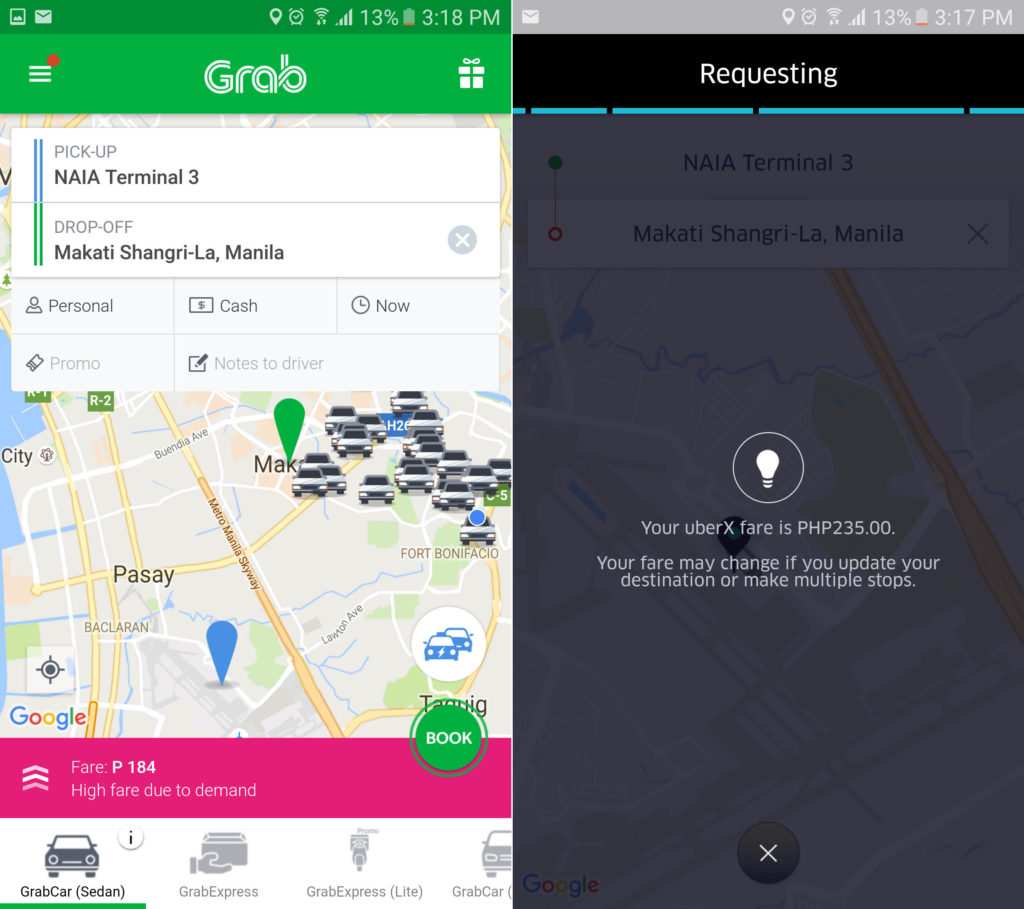 13% 3:18 PM
Grab
PICK-UP
NAIA Terminal 3
DROP-OFF
Makati Shangri-La, Manila
Personal
$ Cash
Now
Promo
Notes to driver
R-1
R-2
H26
City
Buendia Ave
Mak
C-5
Metro Manila Skyway
FORT BONIFACIO
Pasay
BACLARAN
Lawton Ave
Taguig
Google
BOOK
Fare: P 184
High fare due to demand
i
Promo
GrabCar (Sedan)
GrabExpress
GrabExpress (Lite)
GrabCar (
13% 3:17 PM
Requesting
NAIA Terminal 3
Makati Shangri-La, Manila
Your uberX fare is PHP235.00.
Your fare may change if you update your
destination or make multiple stops.
Google